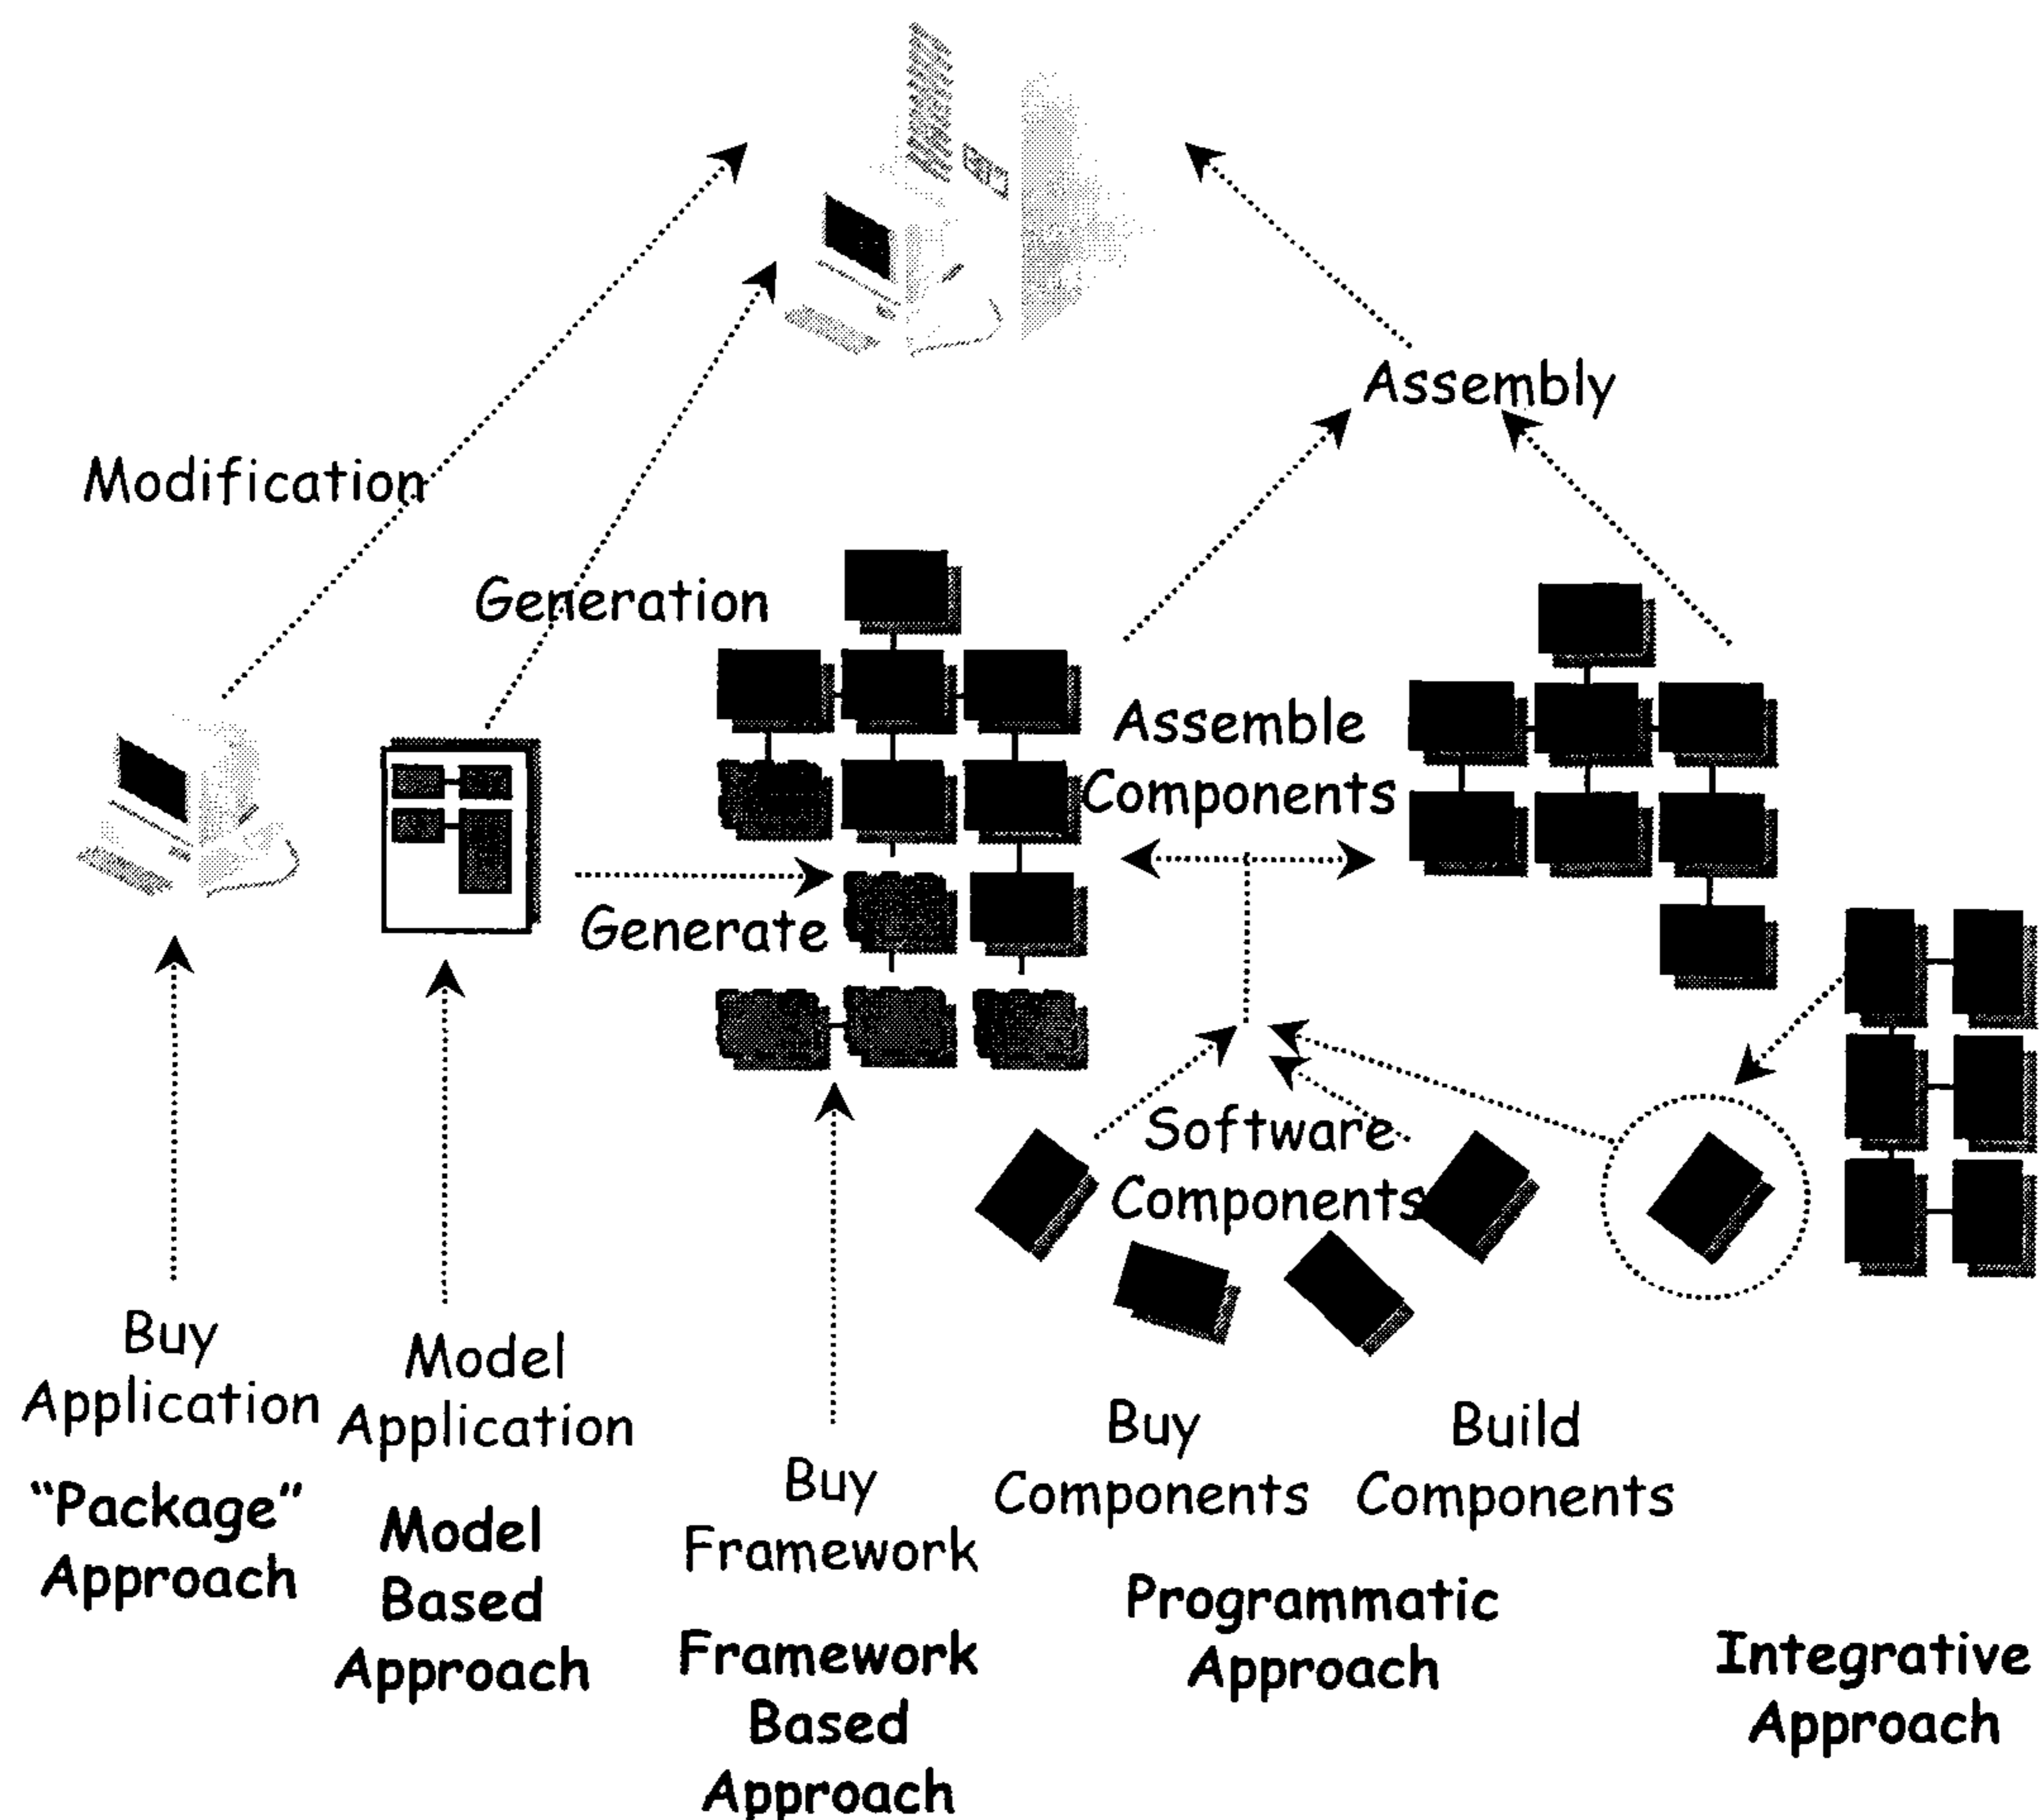 Assembly
Modification
Generation
Assemble
Components
Generate
Software
Components
Buy
Application
"Package"
Approach
Model
Application
Model
Based
Approach
Buy
Framework
Framework
Based
Approach
Buy
Components
Build
Components
Programmatic
Approach
Integrative
Approach